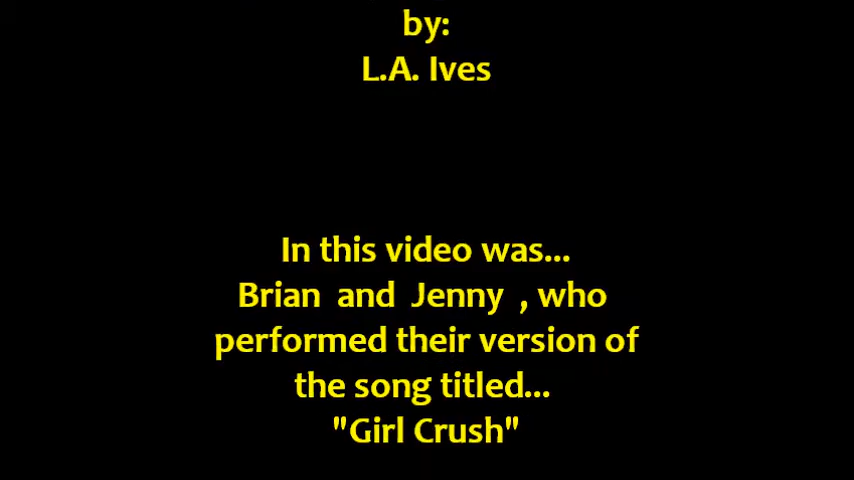 by:
L.A. Ives
In this video was...
Brian and Jenny , who
performed their version of
the song titled...
"Girl Crush"